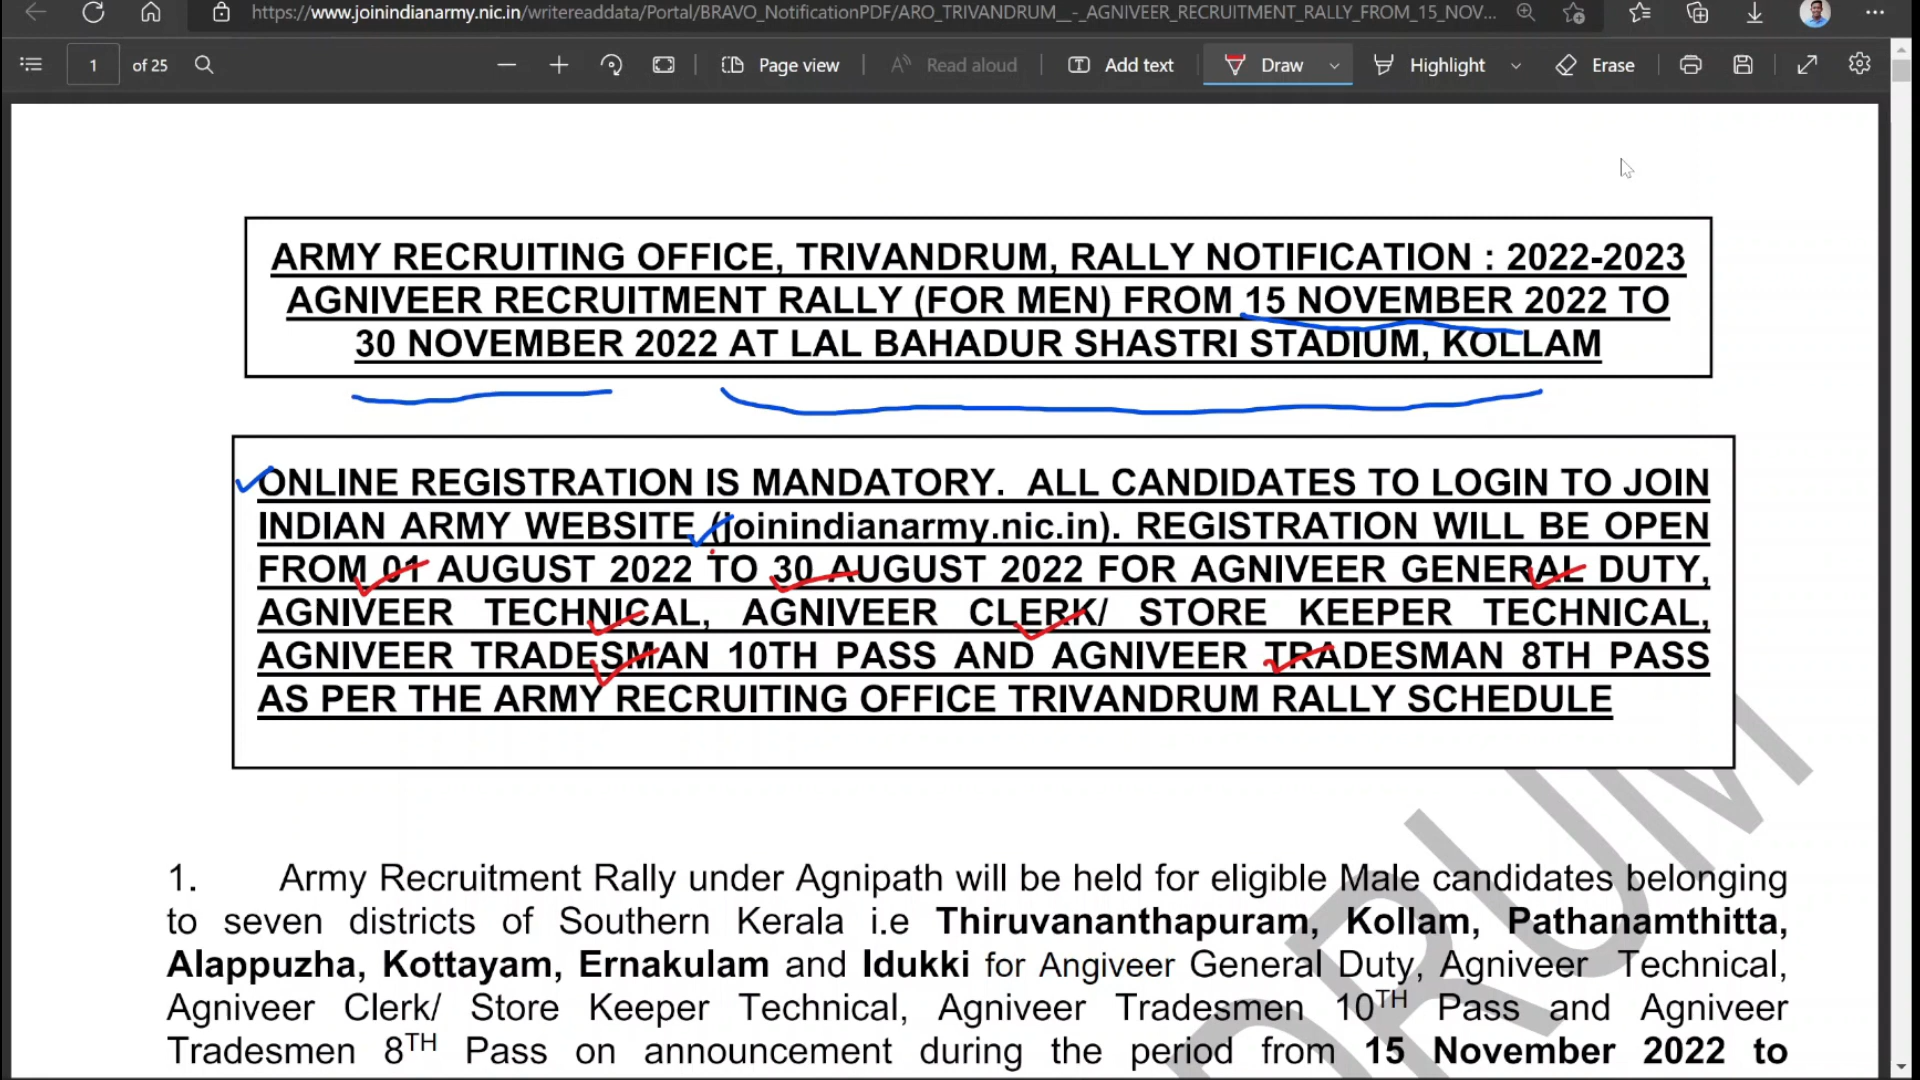 https://www.joinindianarmy.nic.in/writereaddata/Portal/BRAVO_NotificationPDF/ARO_TRIVANDRUM__-_AGNIVEER_RECRUITMENT_RALLY_FROM_15_NOV...
1 of 25 Page view Read aloud Add text Draw Highlight Erase
ARMY RECRUITING OFFICE, TRIVANDRUM, RALLY NOTIFICATION : 2022-2023
AGNIVEER RECRUITMENT RALLY (FOR MEN) FROM 15 NOVEMBER 2022 TO
30 NOVEMBER 2022 AT LAL BAHADUR SHASTRI STADIUM, KOLLAM
ONLINE REGISTRATION IS MANDATORY. ALL CANDIDATES TO LOGIN TO JOIN
INDIAN ARMY WEBSITE (joinindianarmy.nic.in). REGISTRATION WILL BE OPEN
FROM 01 AUGUST 2022 TO 30 AUGUST 2022 FOR AGNIVEER GENERAL DUTY,
AGNIVEER TECHNICAL, AGNIVEER CLERK/ STORE KEEPER TECHNICAL,
AGNIVEER TRADESMAN 10TH PASS AND AGNIVEER TRADESMAN 8TH PASS
AS PER THE ARMY RECRUITING OFFICE TRIVANDRUM RALLY SCHEDULE
1. Army Recruitment Rally under Agnipath will be held for eligible Male candidates belonging
to seven districts of Southern Kerala i.e Thiruvananthapuram, Kollam, Pathanamthitta,
Alappuzha, Kottayam, Ernakulam and Idukki for Angiveer General Duty, Agniveer Technical,
Agniveer Clerk/ Store Keeper Technical, Agniveer Tradesmen 10TH Pass and Agniveer
Tradesmen 8TH Pass on announcement during the period from 15 November 2022 to
DRUM